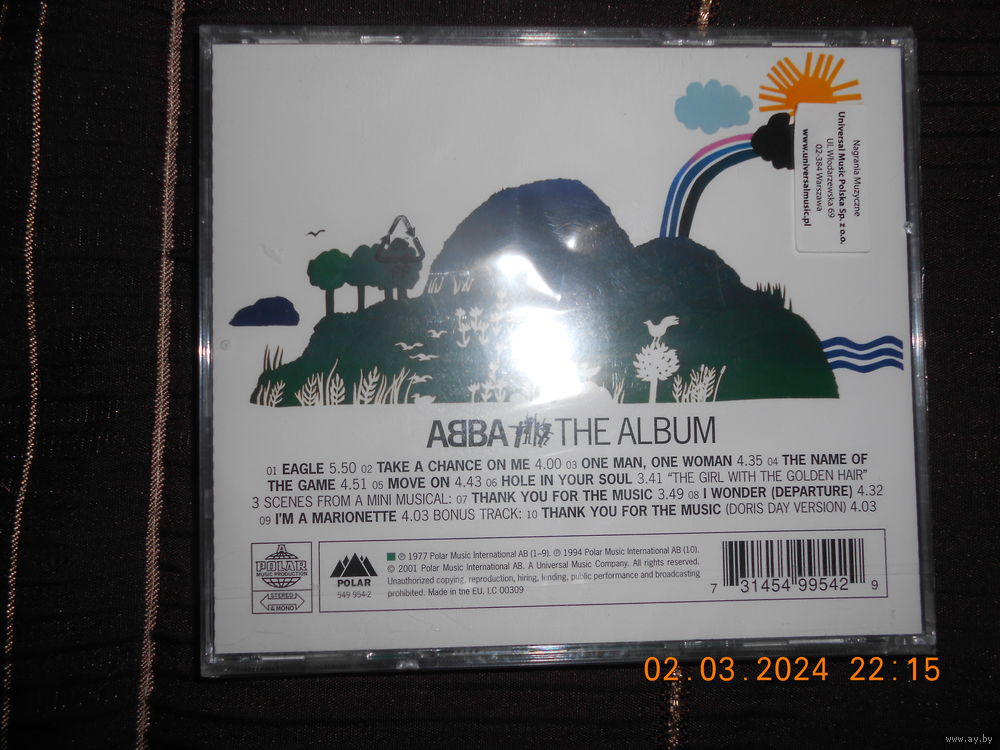 Nagrania Muzyczne
Universal Music Polska Sp. z o.o.
Ul. Włodarzewska 69
02-384 Warszawa
www.universalmusic.pl
ABBA THE ALBUM
01 EAGLE 5.50 02 TAKE A CHANCE ON ME 4.00 03 ONE MAN, ONE WOMAN 4.35 04 THE NAME OF
THE GAME 4.51 05 MOVE ON 4.43 06 HOLE IN YOUR SOUL 3.41 "THE GIRL WITH THE GOLDEN HAIR"
3 SCENES FROM A MINI MUSICAL: 07 THANK YOU FOR THE MUSIC 3.49 08 I WONDER (DEPARTURE) 4.32
09 I'M A MARIONETTE 4.03 BONUS TRACK: 10 THANK YOU FOR THE MUSIC (DORIS DAY VERSION) 4.03
A
POLAR
MUSIC PRODUCTION
STEREO
& MONO
POLAR
549 954-2
℗ 1977 Polar Music International AB (1–9). ℗ 1994 Polar Music International AB (10).
© 2001 Polar Music International AB. A Universal Music Company. All rights reserved.
Unauthorized copying, reproduction, hiring, lending, public performance and broadcasting
prohibited. Made in the EU. LC 00309
7 31454 99542 9
02.03.2024 22:15
www.ay.by